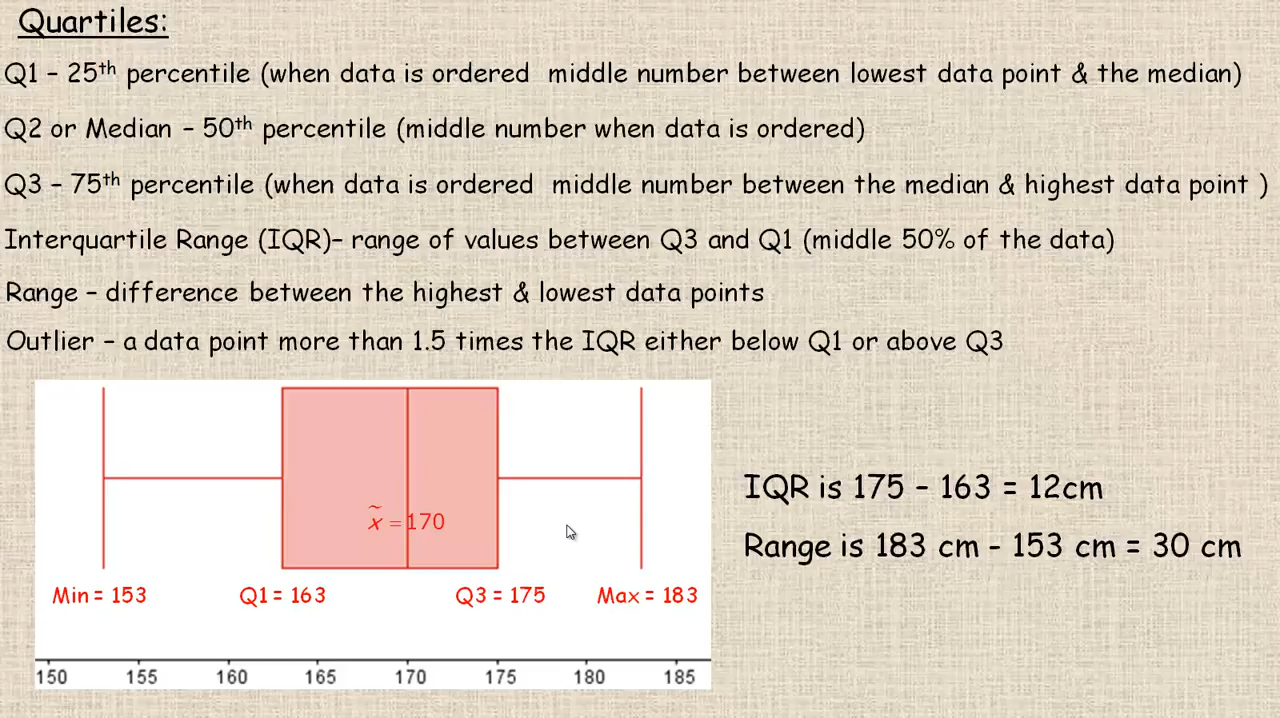 Quartiles:
Q1 – 25th percentile (when data is ordered middle number between lowest data point & the median)
Q2 or Median – 50th percentile (middle number when data is ordered)
Q3 – 75th percentile (when data is ordered middle number between the median & highest data point )
Interquartile Range (IQR)– range of values between Q3 and Q1 (middle 50% of the data)
Range – difference between the highest & lowest data points
Outlier – a data point more than 1.5 times the IQR either below Q1 or above Q3
x̃ = 170
Min = 153 Q1 = 163 Q3 = 175 Max = 183
150 155 160 165 170 175 180 185
IQR is 175 – 163 = 12cm
Range is 183 cm - 153 cm = 30 cm